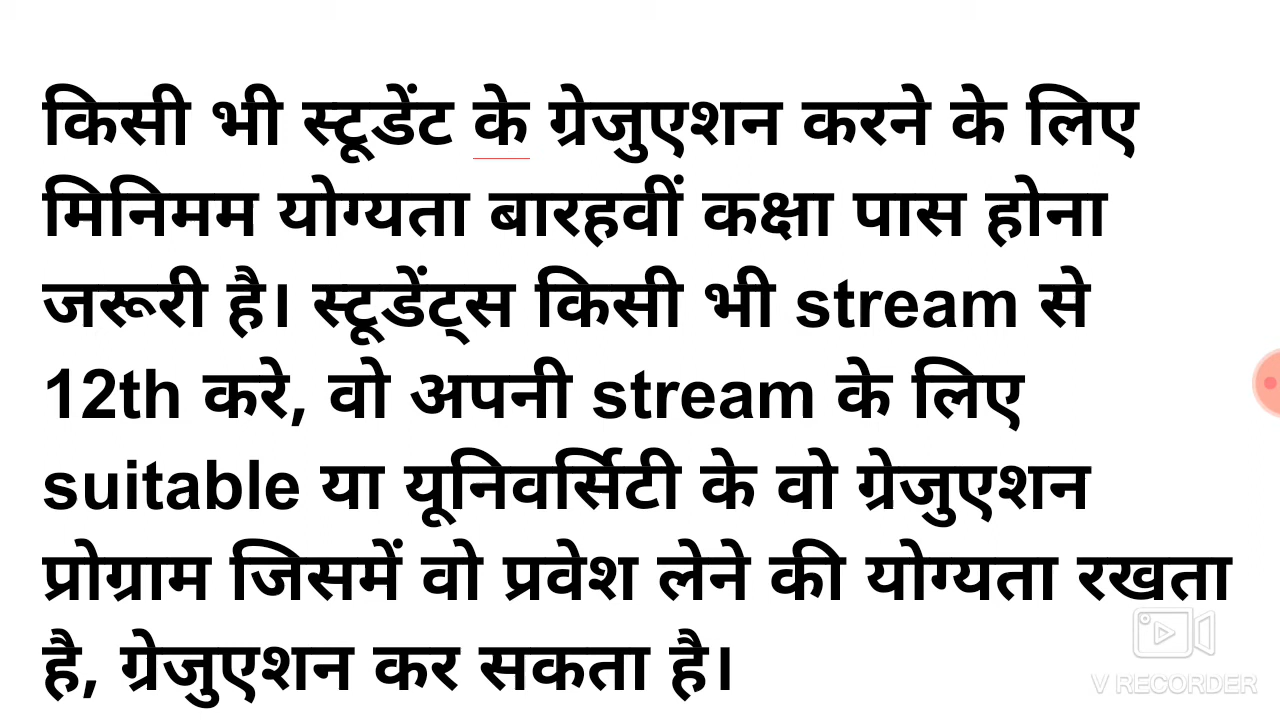 किसी भी स्टूडेंट के ग्रेजुएशन करने के लिए
मिनिमम योग्यता बारहवीं कक्षा पास होना
जरूरी है। स्टूडेंट्स किसी भी stream से
12th करे, वो अपनी stream के लिए
suitable या यूनिवर्सिटी के वो ग्रेजुएशन
प्रोग्राम जिसमें वो प्रवेश लेने की योग्यता रखता
है, ग्रेजुएशन कर सकता है।
V RECORDER